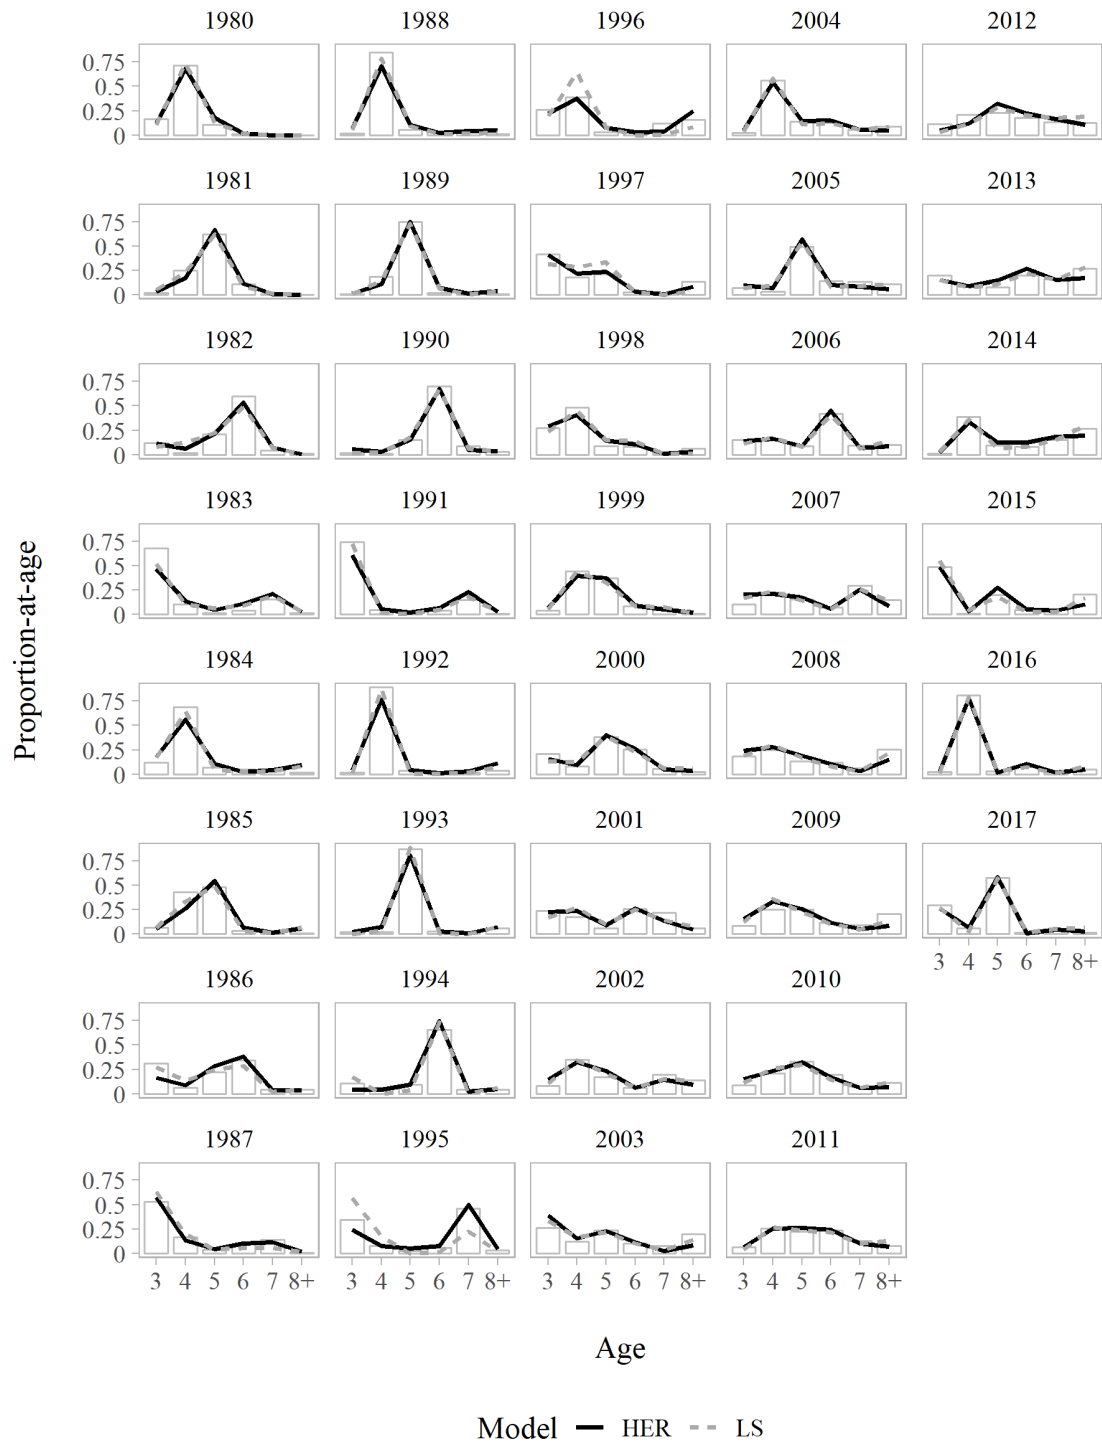 1980 1988 1996 2004 2012
0.75
0.5
0.25
0
1981 1989 1997 2005 2013
0.75
0.5
0.25
0
1982 1990 1998 2006 2014
0.75
0.5
0.25
0
1983 1991 1999 2007 2015
0.75
0.5
0.25
0
Proportion-at-age
1984 1992 2000 2008 2016
0.75
0.5
0.25
0
1985 1993 2001 2009 2017
0.75
0.5
0.25
0
3 4 5 6 7 8+
1986 1994 2002 2010
0.75
0.5
0.25
0
1987 1995 2003 2011
0.75
0.5
0.25
0
3 4 5 6 7 8+ 3 4 5 6 7 8+ 3 4 5 6 7 8+ 3 4 5 6 7 8+
Age
Model HER LS